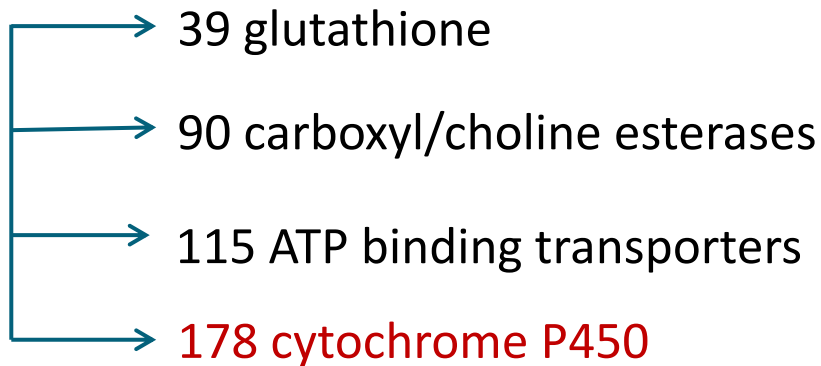 39 glutathione
90 carboxyl/choline esterases
115 ATP binding transporters
178 cytochrome P450